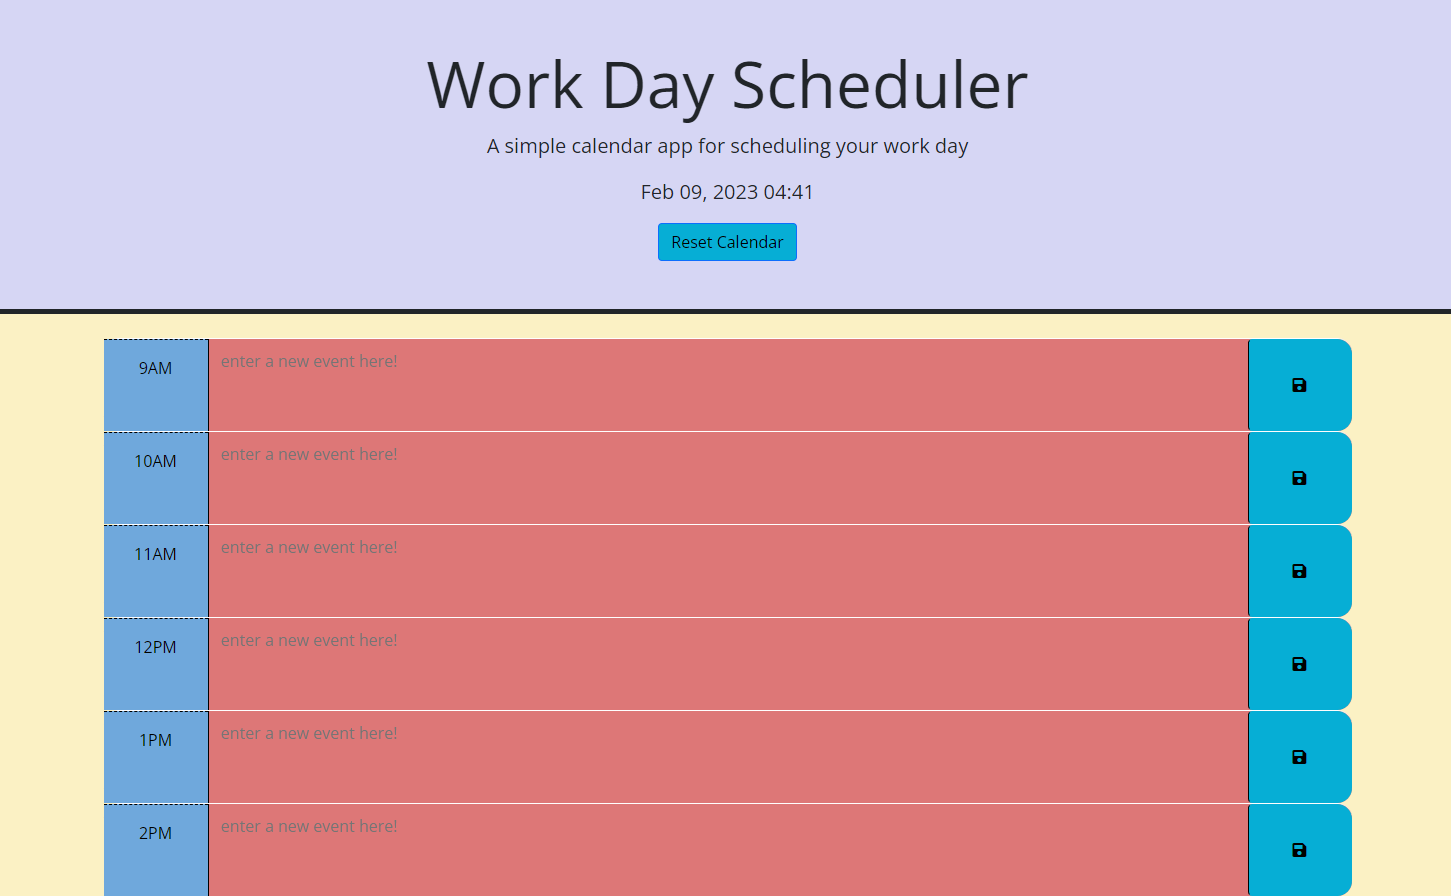 Work Day Scheduler
A simple calendar app for scheduling your work day
Feb 09, 2023 04:41
Reset Calendar
9AM
enter a new event here!
10AM
enter a new event here!
11AM
enter a new event here!
12PM
enter a new event here!
1PM
enter a new event here!
2PM
enter a new event here!